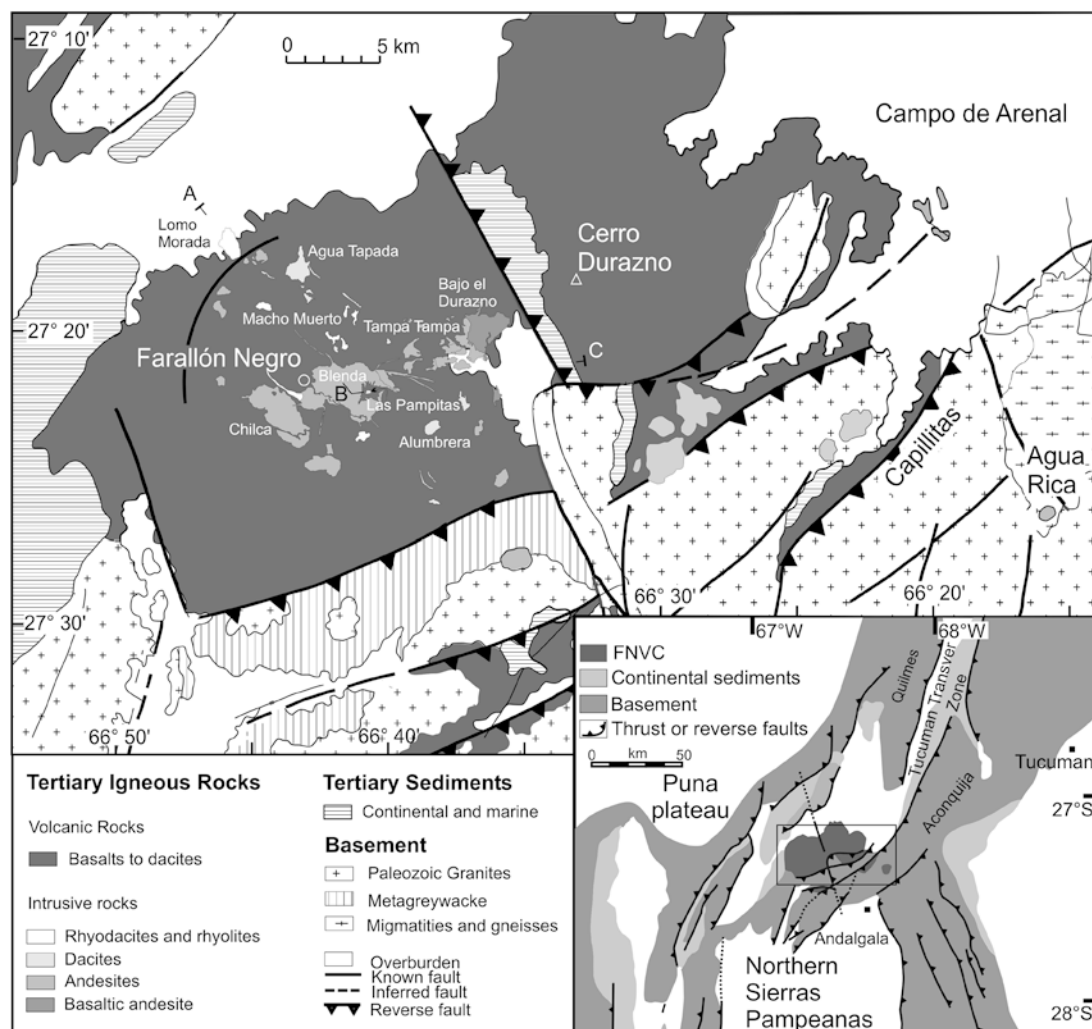 27° 10'
0 5 km
Campo de Arenal
A
Lomo
Morada
Agua Tapada
Cerro
Durazno
Bajo el
Durazno
Macho Muerto
Tampa Tampa
27° 20'
C
Farallón Negro
Blenda
B
Las Pampitas
Chilca
Alumbrera
Capillitas
Agua
Rica
66° 30'
66° 20'
27° 30'
66° 50'
66° 40'
67°W
68°W
FNVC
Continental sediments
Basement
Thrust or reverse faults
0 km 50
Quilmes
Tucuman Transver
Zone
Tucuman
Puna
plateau
27°S
Aconquija
Andalgala
Northern
Sierras
Pampeanas
28°S
Tertiary Igneous Rocks
Volcanic Rocks
Basalts to dacites
Intrusive rocks
Rhyodacites and rhyolites
Dacites
Andesites
Basaltic andesite
Tertiary Sediments
Continental and marine
Basement
Paleozoic Granites
Metagreywacke
Migmatities and gneisses
Overburden
Known fault
Inferred fault
Reverse fault